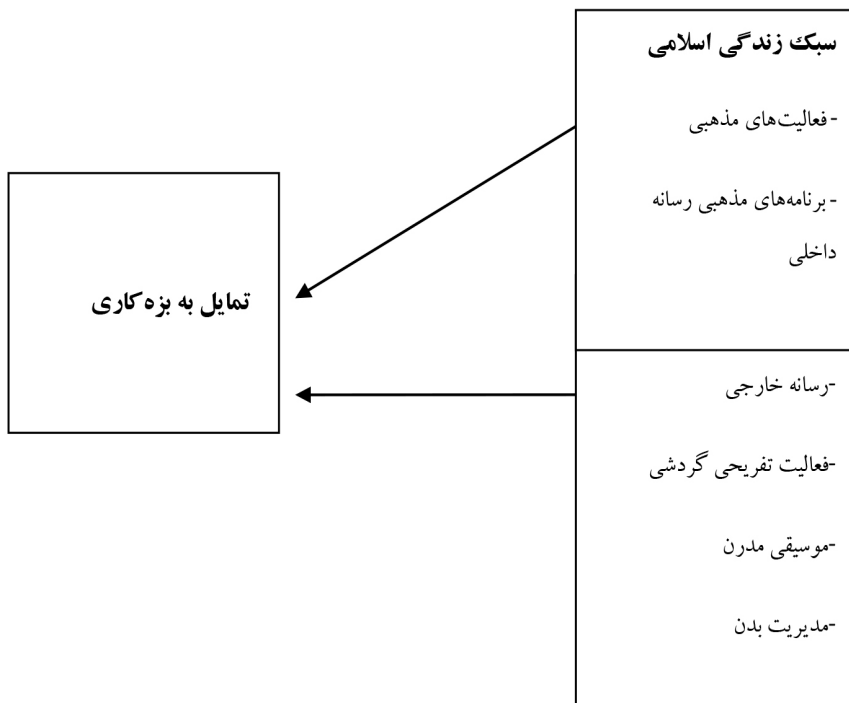 سبك زندگی اسلامی
-فعالیت‌های مذهبی
-برنامه‌های مذهبی رسانه
داخلی
تمایل به بزه‌کاری
-رسانه خارجی
-فعالیت تفریحی گردشی
-موسیقی مدرن
-مدیریت بدن